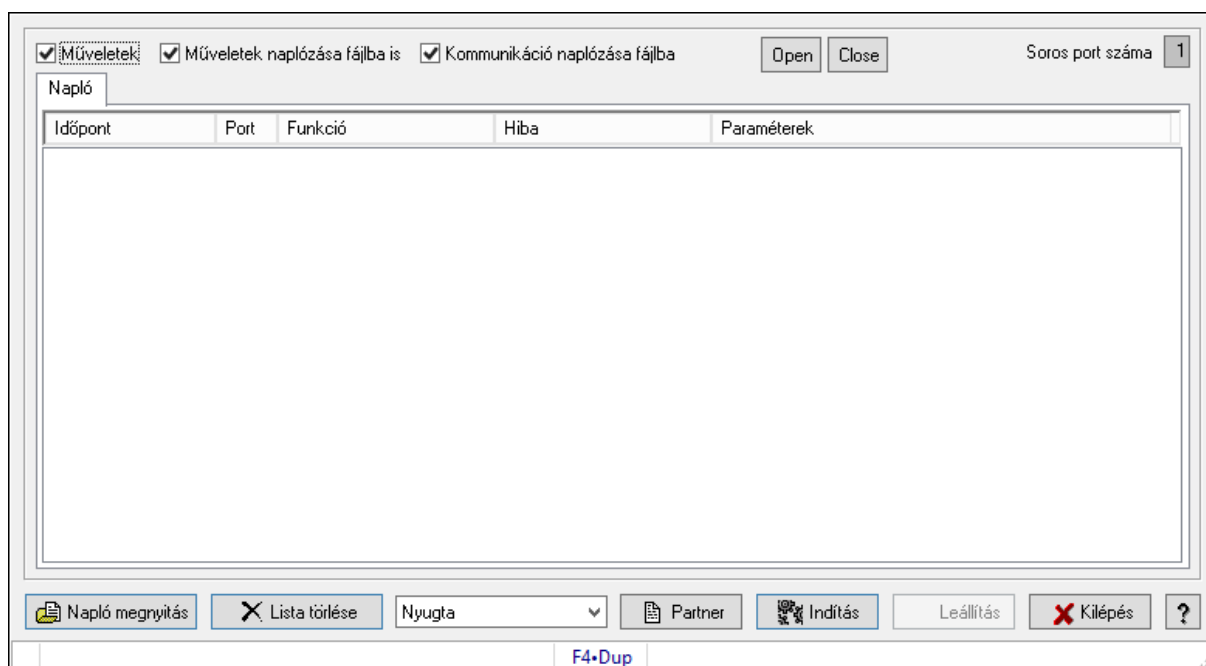 Műveletek Műveletek naplózása fájlba is Kommunikáció naplózása fájlba Open Close Soros port száma 1
Napló
Időpont Port Funkció Hiba Paraméterek
Napló megnyitás Lista törlése Nyugta Partner Indítás Leállítás Kilépés ?
F4•Dup